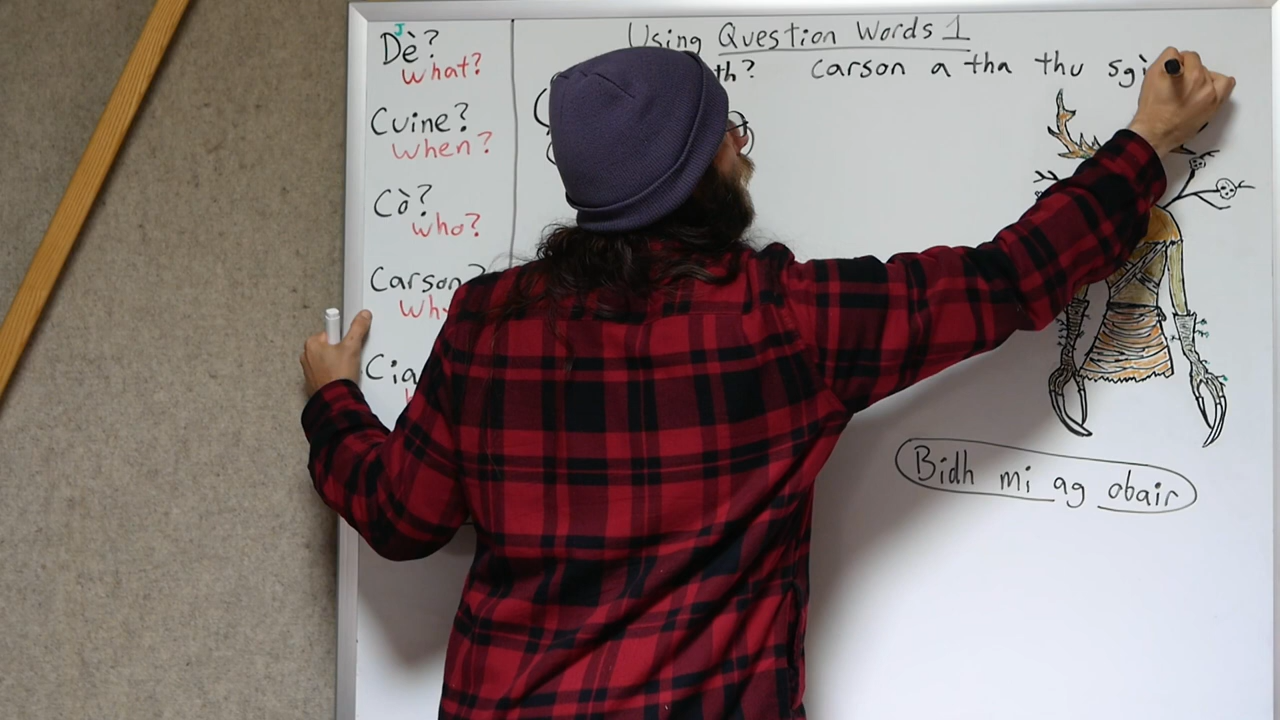 Using Question Words 1
J
Dè?
what?
th? Carson a tha thu sgì
Cuine?
when?
Cò?
who?
Carson?
Why
Cia
Bidh mi ag obair